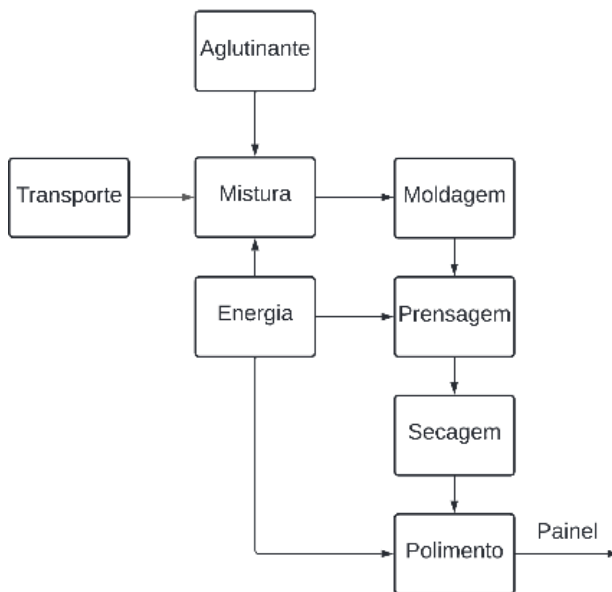 Aglutinante
Transporte
Mistura
Moldagem
Energia
Prensagem
Secagem
Polimento
Painel